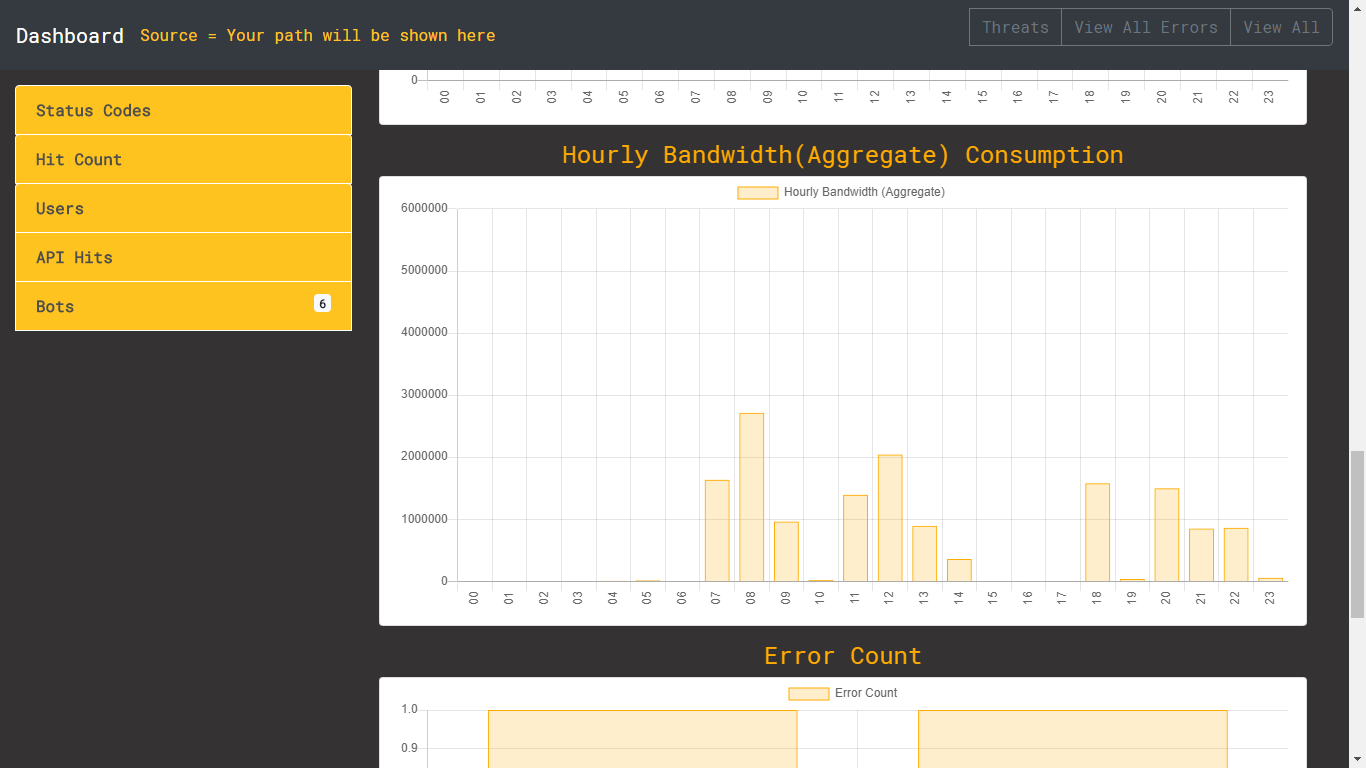 Dashboard Source = Your path will be shown here Threats View All Errors View All
Status Codes
Hit Count
Users
API Hits
Bots 6
0
00 01 02 03 04 05 06 07 08 09 10 11 12 13 14 15 16 17 18 19 20 21 22 23
Hourly Bandwidth(Aggregate) Consumption
Hourly Bandwidth (Aggregate)
6000000
5000000
4000000
3000000
2000000
1000000
0
00 01 02 03 04 05 06 07 08 09 10 11 12 13 14 15 16 17 18 19 20 21 22 23
Error Count
Error Count
1.0
0.9